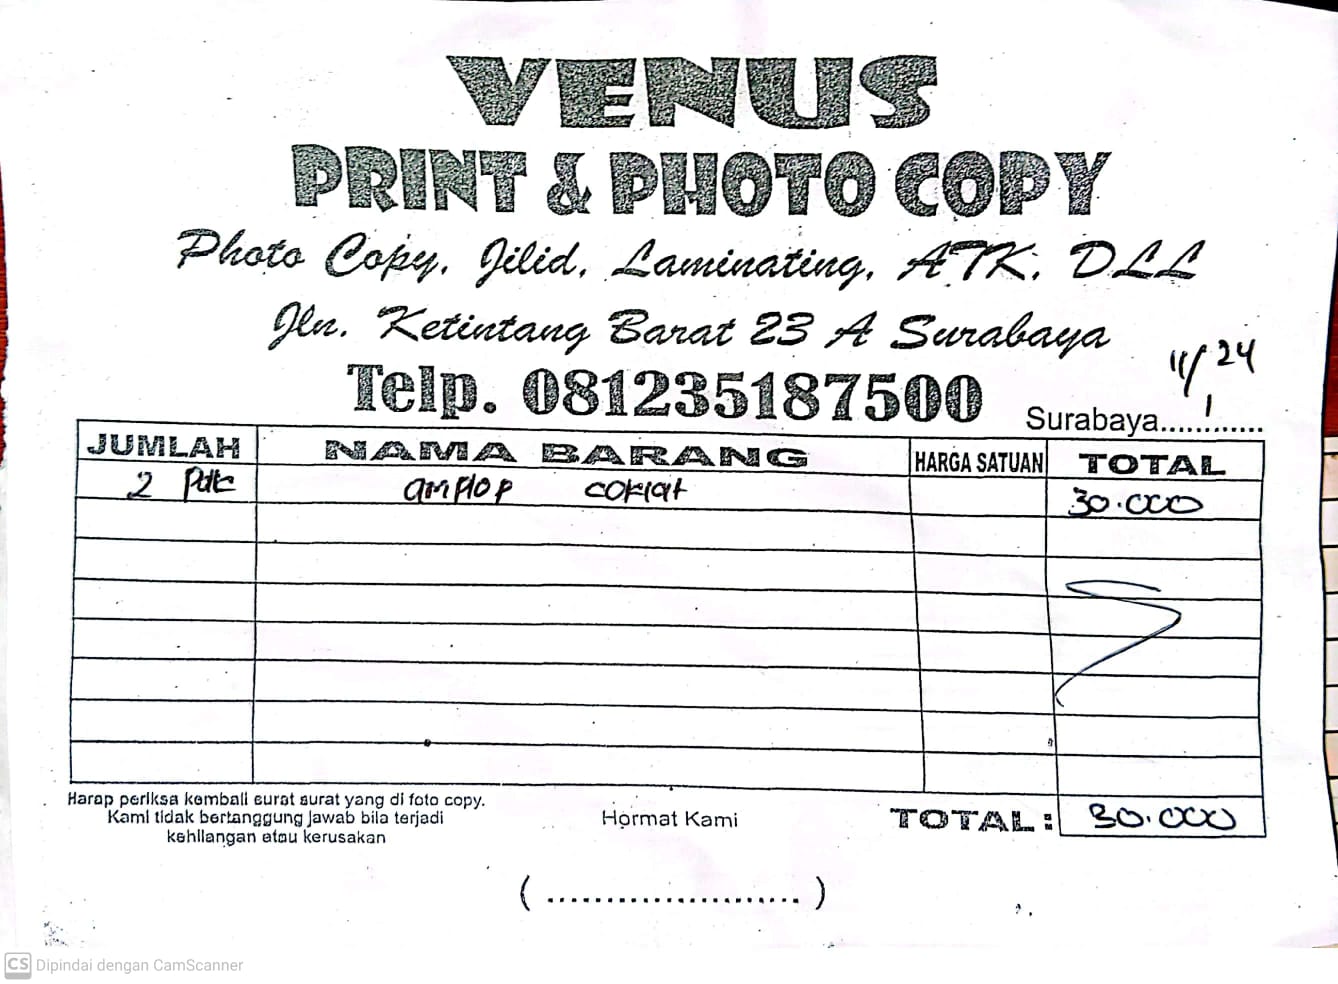 VENUS
PRINT & PHOTO COPY
Photo Copy, Jilid, Laminating, ATK, DLL
Jln. Ketintang Barat 23 A Surabaya
Telp. 081235187500
11/24
1
Surabaya............
JUMLAH NAMA BARANG HARGA SATUAN TOTAL
2 Pak amplop coklat 30.000
Harap periksa kembali surat surat yang di foto copy.
Kami tidak bertanggung jawab bila terjadi
kehilangan atau kerusakan
Hormat Kami
TOTAL : 30.000
(........................)
CS Dipindai dengan CamScanner